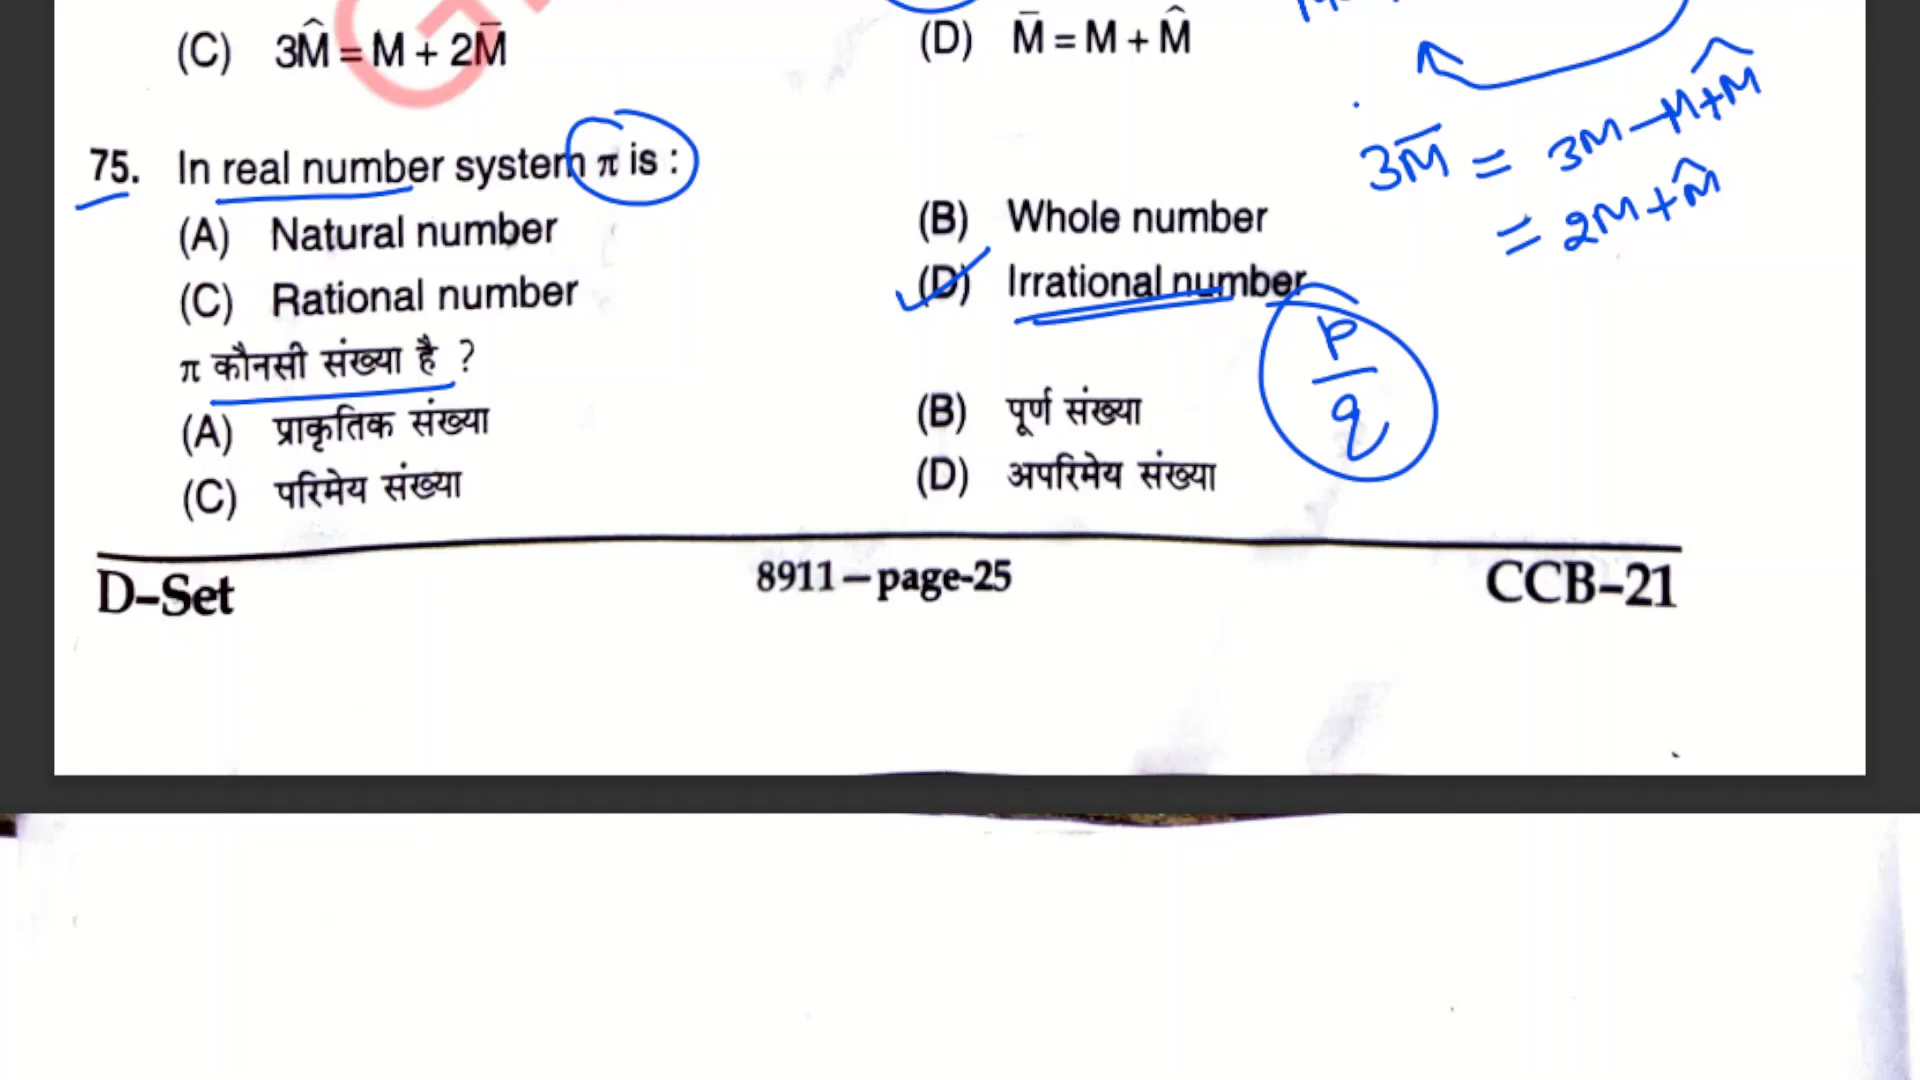 (C) 3M̂ = M + 2M̄
(D) M̄ = M + M̂
3M̄ = 3M - M + M̂
= 2M + M̂
75. In real number system π is :
(A) Natural number
(B) Whole number
(C) Rational number
(D) Irrational number
p
q
π कौनसी संख्या है ?
(A) प्राकृतिक संख्या
(B) पूर्ण संख्या
(C) परिमेय संख्या
(D) अपरिमेय संख्या
D–Set
8911–page-25
CCB–21